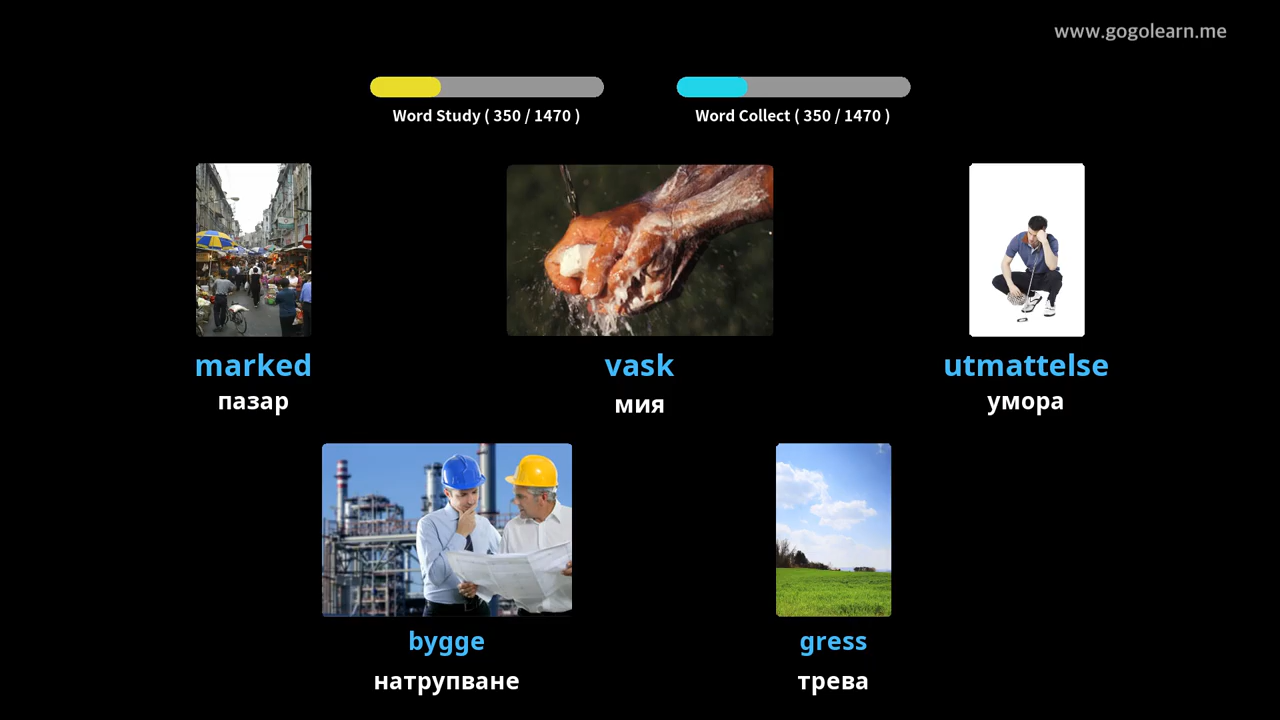 www.gogolearn.me
Word Study ( 350 / 1470 )
Word Collect ( 350 / 1470 )
marked
пазар
vask
мия
utmattelse
умора
bygge
натрупване
gress
трева